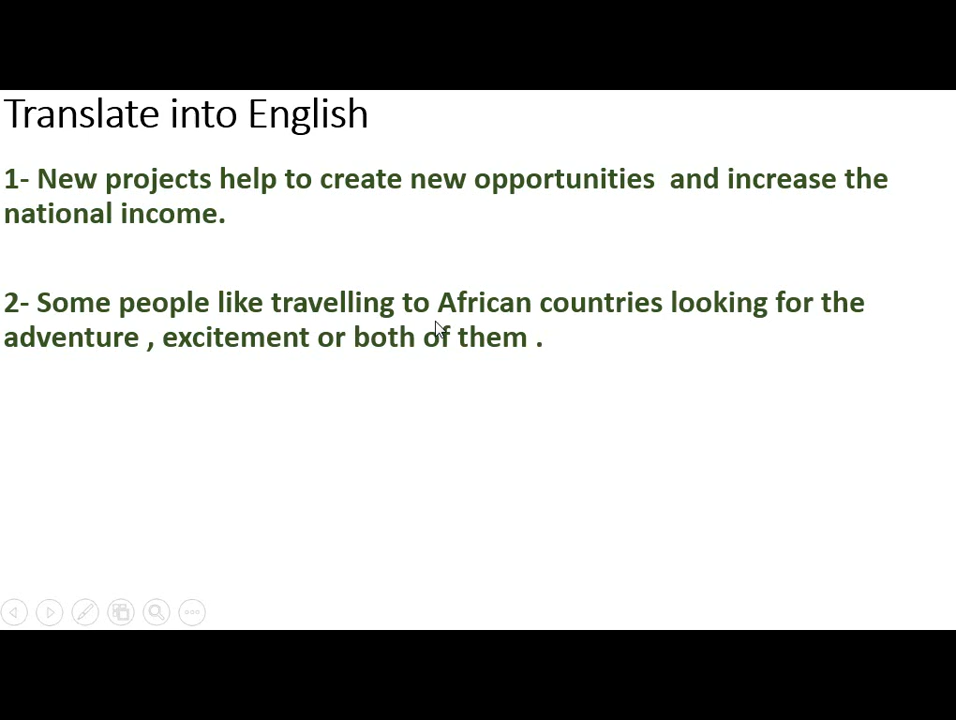 Translate into English
1- New projects help to create new opportunities  and increase the
national income.
2- Some people like travelling to African countries looking for the
adventure , excitement or both of them .